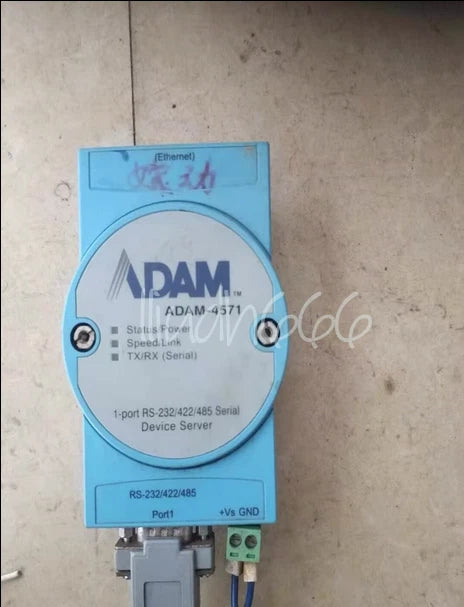 (Ethernet)
ADAM™
ADAM-4571
Status/Power
Speed/Link
TX/RX (Serial)
1-port RS-232/422/485 Serial
Device Server
RS-232/422/485
Port1
+Vs GND